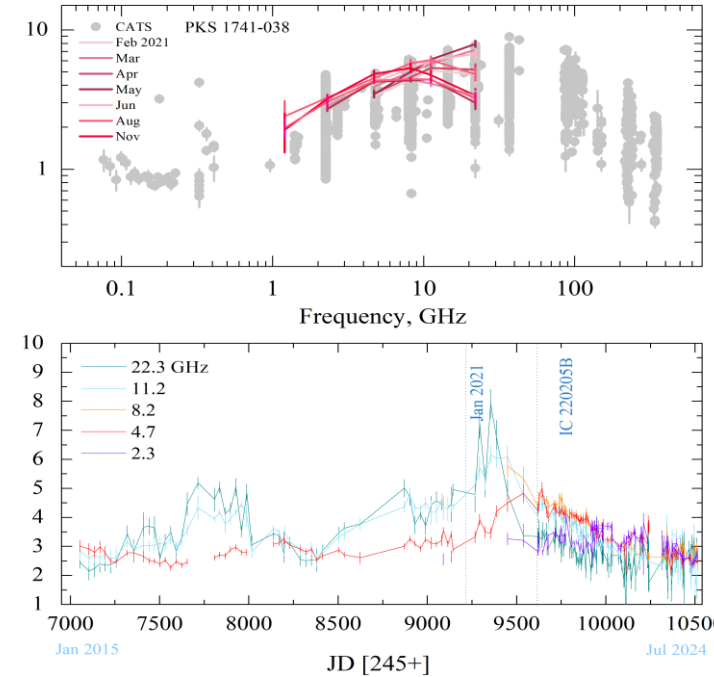 10
CATS
PKS 1741-038
Feb 2021
Mar
Apr
May
Jun
Aug
Nov
1
0.1
1
10
100
Frequency, GHz
10
9
8
7
6
5
4
3
2
1
22.3 GHz
11.2
8.2
4.7
2.3
Jan 2021
IC 220205B
7000
7500
8000
8500
9000
9500
10000
10500
Jan 2015
Jul 2024
JD [245+]